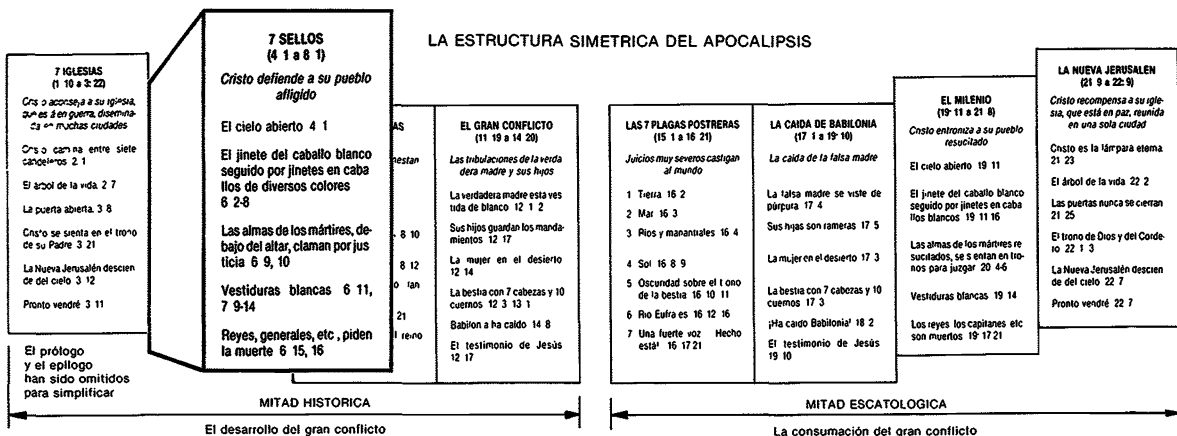 LA ESTRUCTURA SIMETRICA DEL APOCALIPSIS
7 IGLESIAS
(1 10 a 3: 22)
Cristo aconseja a su iglesia,
que está en guerra, disemina-
da en muchas ciudades
Cristo camina entre siete
candeleros 2 1
El árbol de la vida. 2 7
La puerta abierta. 3 8
Cristo se sienta en el trono
de su Padre 3 21
La Nueva Jerusalén descien
de del cielo 3 12
Pronto vendré 3 11
El prólogo
y el epílogo
han sido omitidos
para simplificar
7 SELLOS
(4 1 a 8 1)
Cristo defiende a su pueblo
afligido
El cielo abierto 4 1
El jinete del caballo blanco
seguido por jinetes en caba
llos de diversos colores
6 2-8
Las almas de los mártires, de-
bajo del altar, claman por jus
ticia 6 9, 10
Vestiduras blancas 6 11,
7 9-14
Reyes, generales, etc , piden
la muerte 6 15, 16
AS
nestan
8 10
8 12
lan
21
reino
EL GRAN CONFLICTO
(11 19 a 14 20)
Las tribulaciones de la verda
dera madre y sus hijos
La verdadera madre esta ves
tida de blanco 12 1 2
Sus hijos guardan los manda-
mientos 12 17
La mujer en el desierto
12 14
La bestia con 7 cabezas y 10
cuernos 12 3 13 1
Babilonia ha caído 14 8
El testimonio de Jesús
12 17
MITAD HISTORICA
El desarrollo del gran conflicto
LAS 7 PLAGAS POSTRERAS
(15 1 a 16 21)
Juicios muy severos castigan
al mundo
1 Tierra 16 2
2 Mar 16 3
3 Ríos y manantiales 16 4
4 Sol 16 8 9
5 Oscuridad sobre el trono
de la bestia 16 10 11
6 Río Eufrates 16 12 16
7 Una fuerte voz Hecho
está! 16 17 21
LA CAIDA DE BABILONIA
(17 1 a 19· 10)
La caida de la falsa madre
La falsa madre se viste de
púrpura 17 4
Sus hijas son rameras 17 5
La mujer en el desierto 17 3
La bestia con 7 cabezas y 10
cuernos 17 3
¡Ha caído Babilonia! 18 2
El testimonio de Jesús
19 10
EL MILENIO
(19· 11 a 21 8)
Cristo entroniza a su pueblo
resucitado
El cielo abierto 19 11
El jinete del caballo blanco
seguido por jinetes en caba
llos blancos 19 11 16
Las almas de los mártires re
sucitados, se sientan en tro-
nos para juzgar 20 4-6
Vestiduras blancas 19 14
Los reyes los capitanes etc
son muertos 19· 17 21
LA NUEVA JERUSALEN
(21 9 a 22: 9)
Cristo recompensa a su igle-
sia, que está en paz, reunida
en una sola ciudad
Cristo es la lámpara eterna
21 23
El árbol de la vida 22 2
Las puertas nunca se cierran
21 25
El trono de Dios y del Corde-
ro 22 1 3
La Nueva Jerusalén descien
de del cielo 22 7
Pronto vendré 22 7
MITAD ESCATOLOGICA
La consumación del gran conflicto